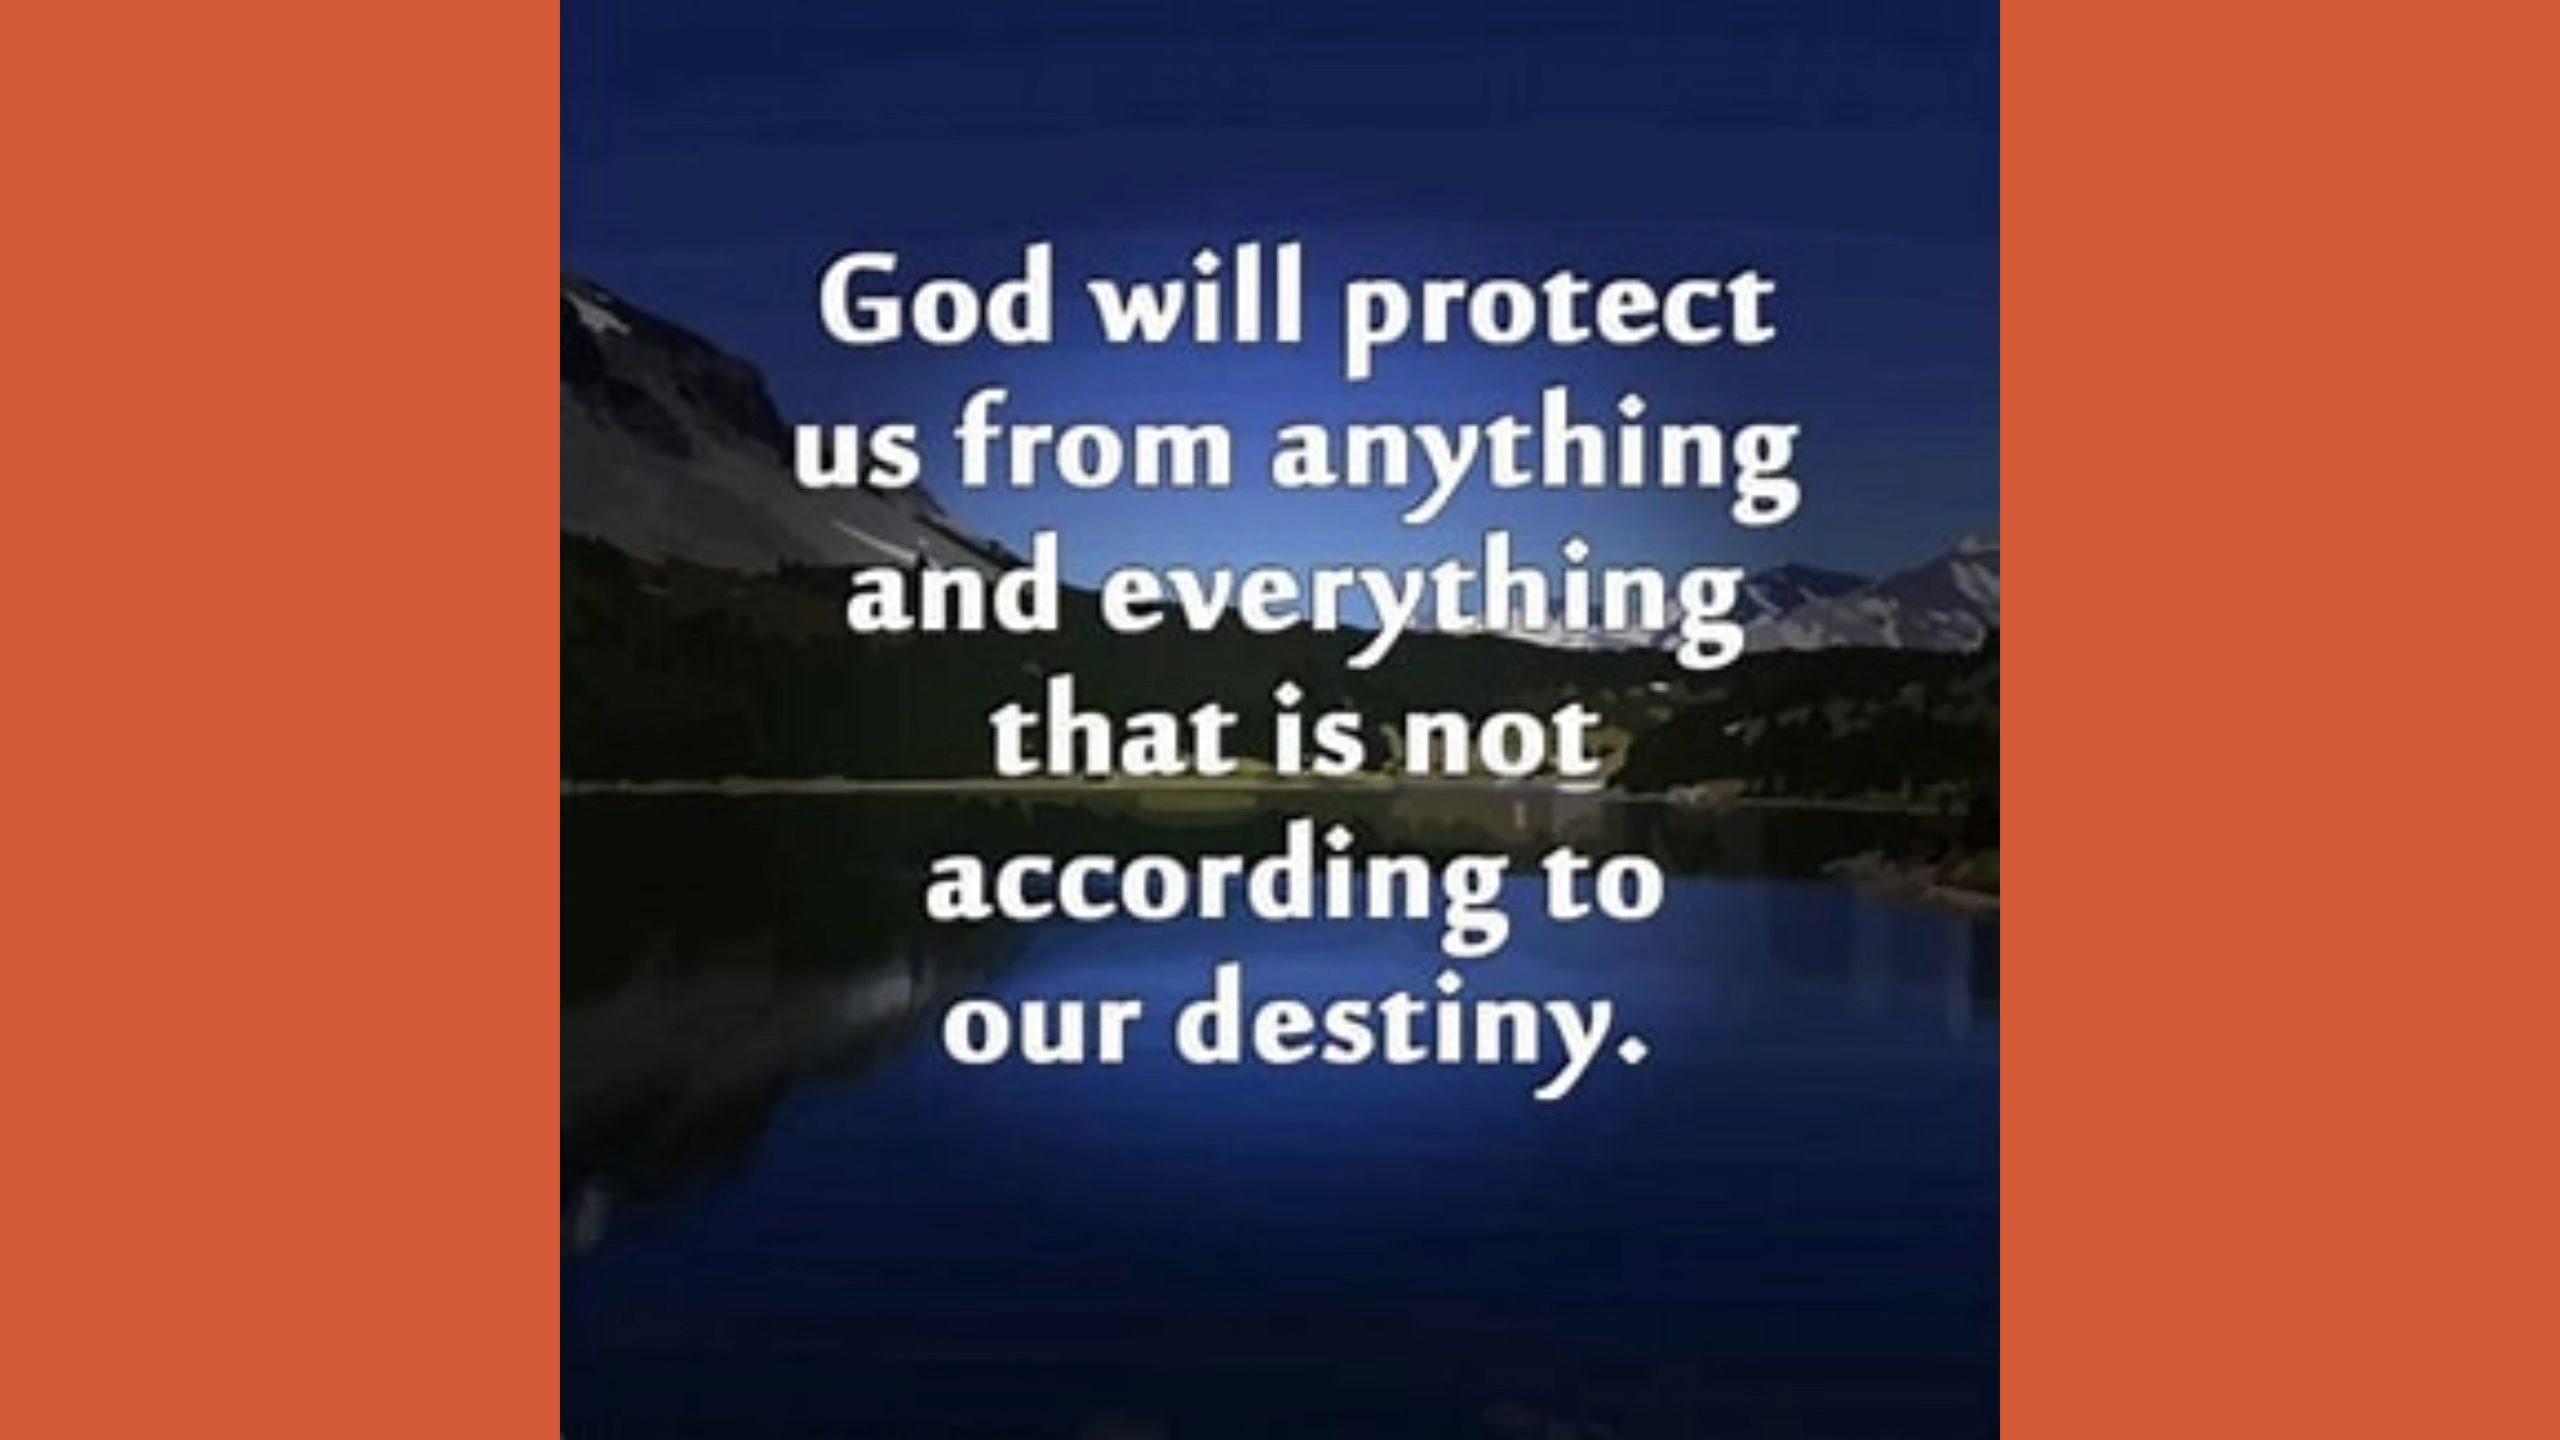 God will protect
us from anything
and everything
that is not
according to
our destiny.